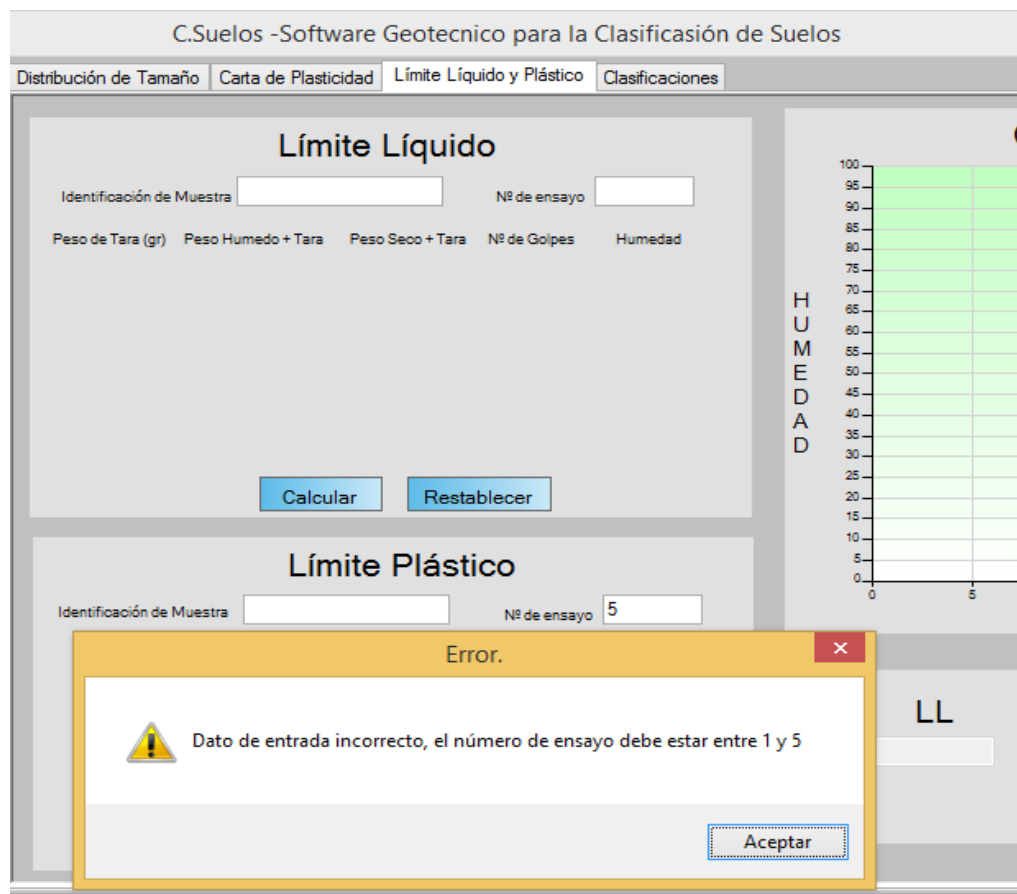 C.Suelos -Software Geotecnico para la Clasificasión de Suelos
Distribución de Tamaño Carta de Plasticidad Límite Líquido y Plástico Clasificaciones
Límite Líquido
Identificación de Muestra Nº de ensayo
Peso de Tara (gr) Peso Humedo + Tara Peso Seco + Tara Nº de Golpes Humedad
Calcular Restablecer
Límite Plástico
Identificación de Muestra Nº de ensayo 5
HUMEDAD
100
95
90
85
80
75
70
65
60
55
50
45
40
35
30
25
20
15
10
5
0
0 5
LL
Error.
Dato de entrada incorrecto, el número de ensayo debe estar entre 1 y 5
Aceptar